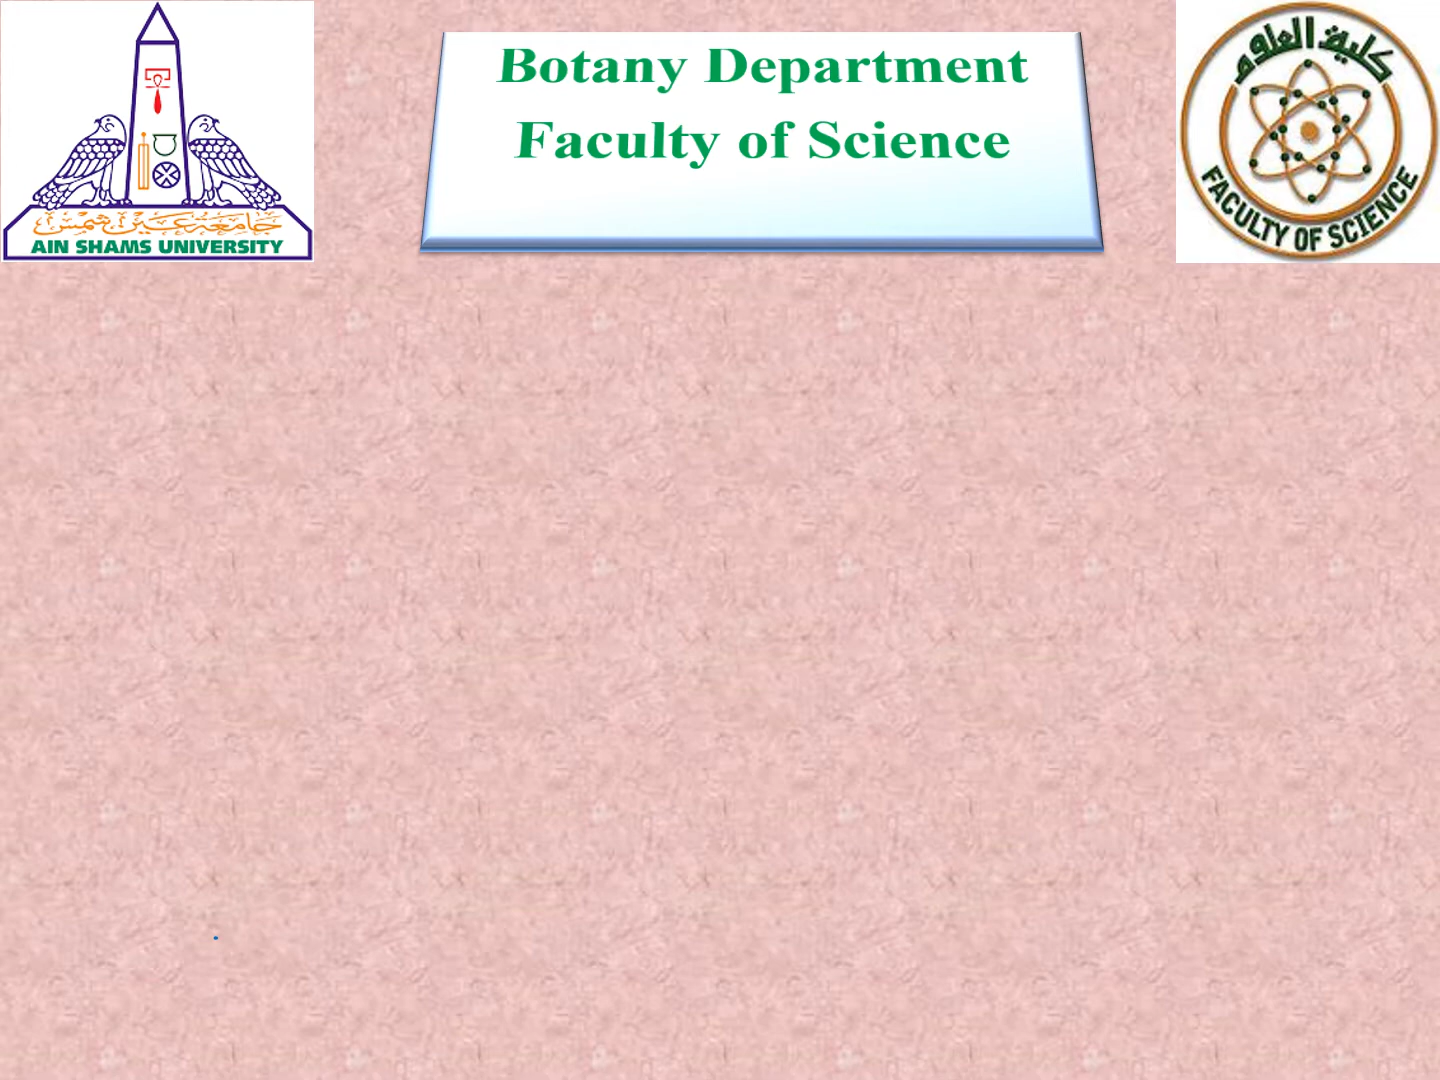 جامعة عين شمس
AIN SHAMS UNIVERSITY
Botany Department
Faculty of Science
كلية العلوم
FACULTY OF SCIENCE